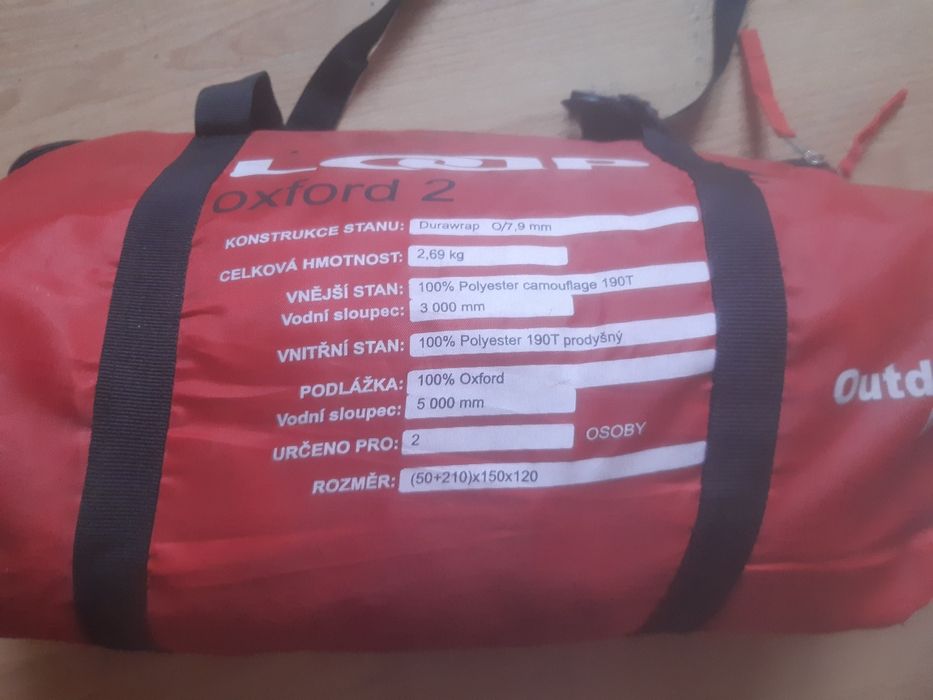 LOOP
oxford 2
KONSTRUKCE STANU: Durawrap O/7,9 mm
CELKOVÁ HMOTNOST: 2,69 kg
VNĚJŠÍ STAN: 100% Polyester camouflage 190T
Vodní sloupec: 3 000 mm
VNITŘNÍ STAN: 100% Polyester 190T prodyšný
PODLÁŽKA: 100% Oxford
Vodní sloupec: 5 000 mm
URČENO PRO: 2 OSOBY
ROZMĚR: (50+210)x150x120
Outd